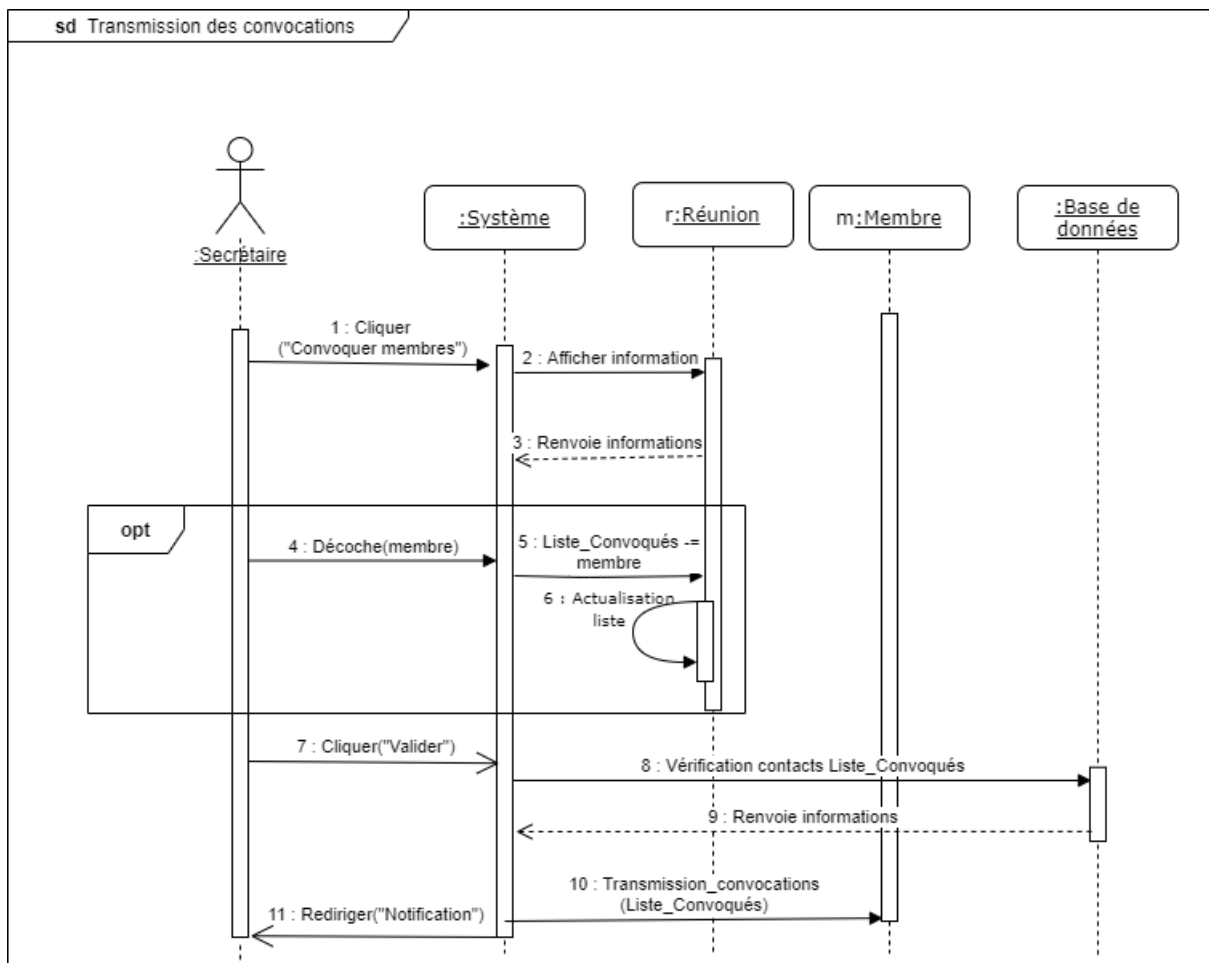 sd Transmission des convocations
:Secrétaire
:Système
r:Réunion
m:Membre
:Base de
données
1 : Cliquer
("Convoquer membres")
2 : Afficher information
3 : Renvoie informations
opt
4 : Décoche(membre)
5 : Liste_Convoqués -=
membre
6 : Actualisation
liste
7 : Cliquer("Valider")
8 : Vérification contacts Liste_Convoqués
9 : Renvoie informations
10 : Transmission_convocations
(Liste_Convoqués)
11 : Rediriger("Notification")